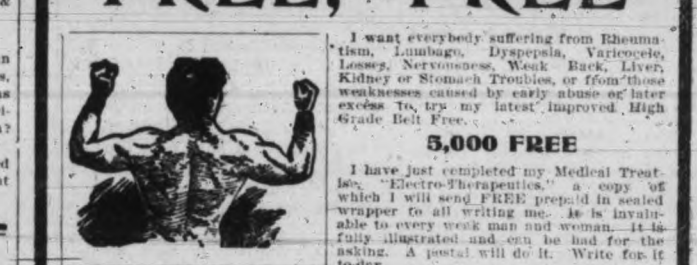 FREE, FREE
I want everybody suffering from Rheuma-
tism, Lumbago, Dyspepsia, Varicocele,
Losses, Nervousness, Weak Back, Liver,
Kidney or Stomach Troubles, or from those
weaknesses caused by early abuse or later
excess to try my latest improved High
Grade Belt Free.
5,000 FREE
I have just completed my Medical Treat-
ise, "Electro-Therapeutics," a copy of
which I will send FREE prepaid in sealed
wrapper to all writing me. It is invalu-
able to every weak man and woman. It is
fully illustrated and can be had for the
asking. A postal will do it. Write for it
to-day